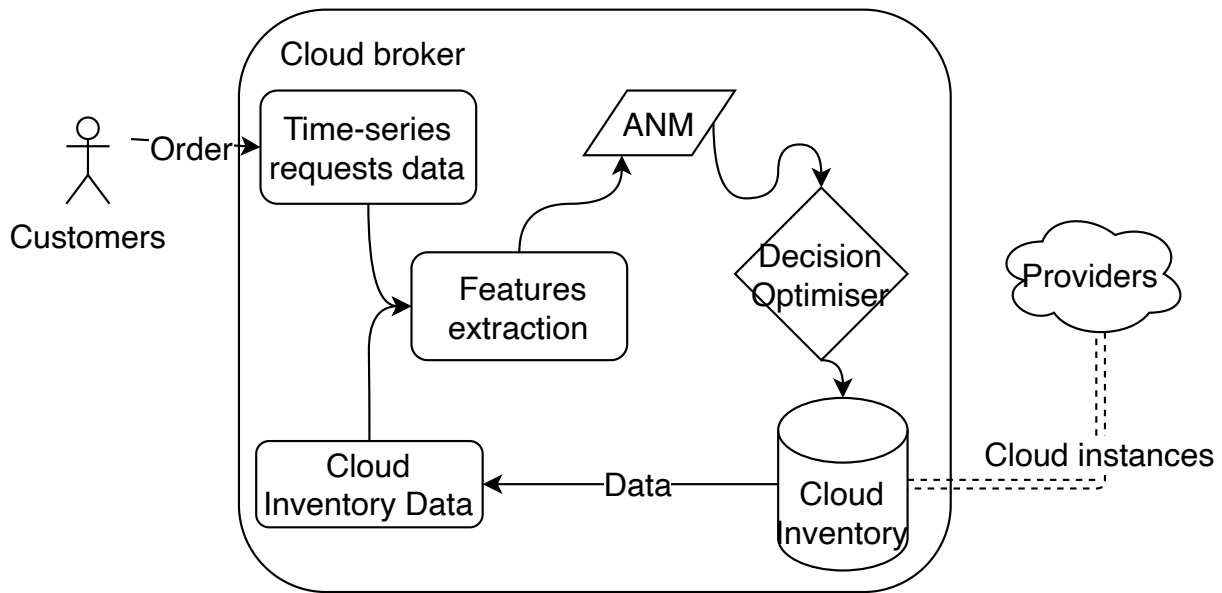 Cloud broker
Time-series
requests data
ANM
Order
Customers
Decision
Optimiser
Providers
Features
extraction
Cloud instances
Cloud
Inventory Data
Data
Cloud
Inventory